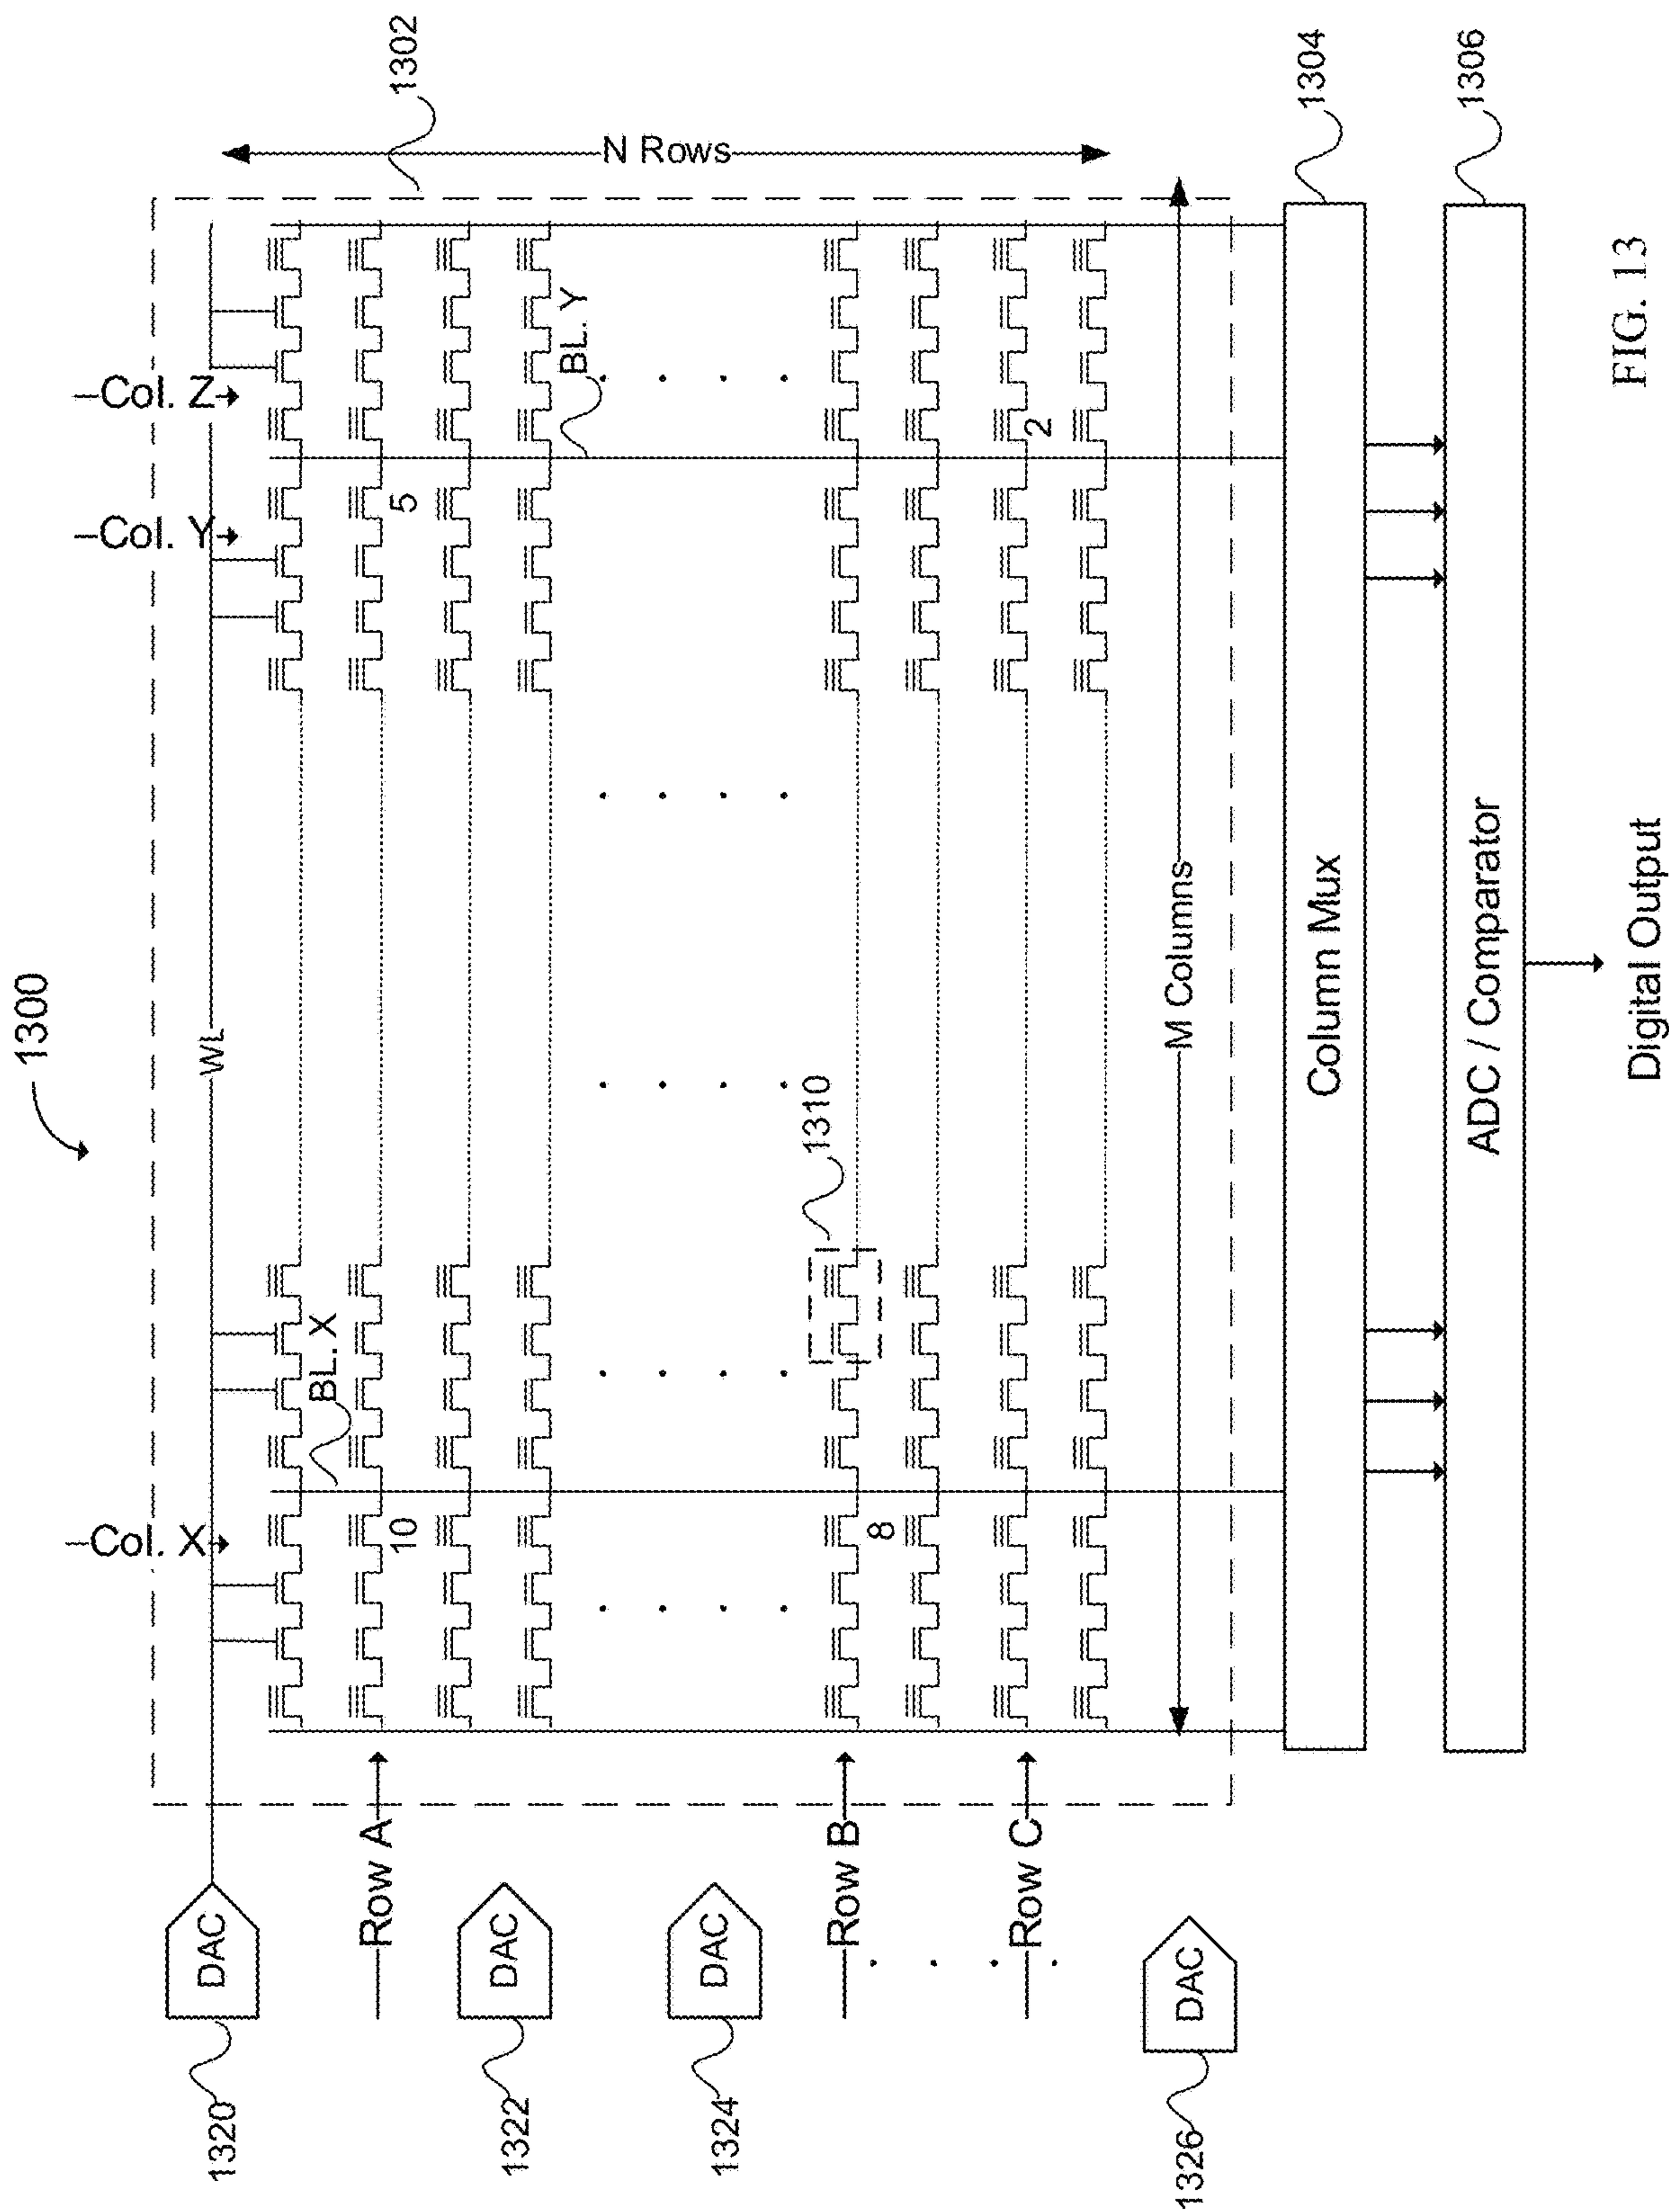 1300
1320
DAC
WL
–Col. X
–Col. Y
–Col. Z
1302
N Rows
BL. X
Row A
10
5
1322
DAC
BL. Y
1324
DAC
1310
Row B
8
Row C
2
1326
DAC
M Columns
Column Mux
1304
ADC / Comparator
1306
Digital Output
FIG. 13